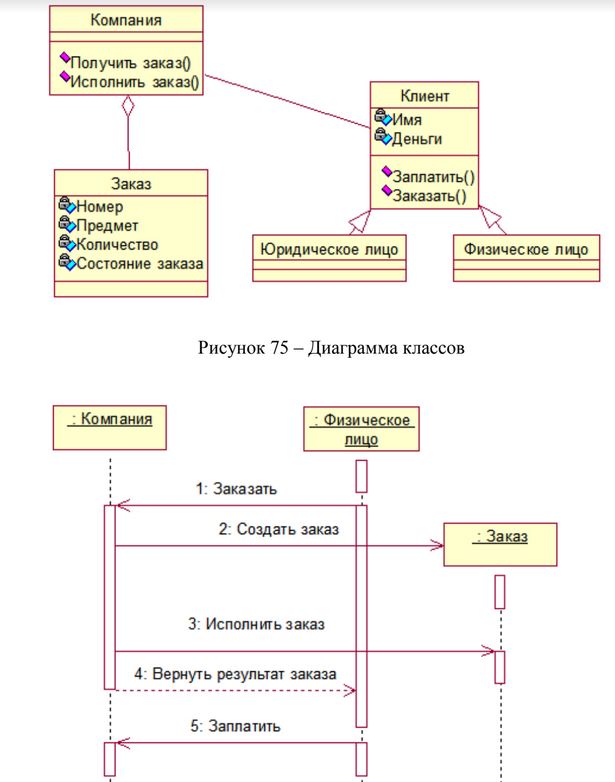 Компания
Получить заказ()
Исполнить заказ()
Клиент
Имя
Деньги
Заплатить()
Заказать()
Заказ
Номер
Предмет
Количество
Состояние заказа
Юридическое лицо
Физическое лицо
Рисунок 75 – Диаграмма классов
: Компания
: Физическое
лицо
1: Заказать
2: Создать заказ
: Заказ
3: Исполнить заказ
4: Вернуть результат заказа
5: Заплатить